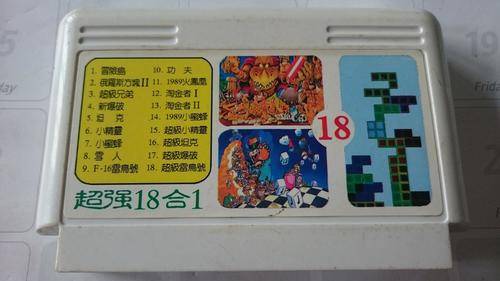 1. 冒險島
2. 俄羅斯方塊II
3. 超級兄弟
4. 新爆破
5. 坦 克
6. 小精靈
7. 小蜜蜂
8. 雪 人
9. F-16雷鳥號
10. 功 夫
11. 1989火鳳凰
12. 淘金者I
13. 淘金者II
14. 1989小蜜蜂
15. 超級小精靈
16. 超級坦克
17. 超級爆破
18. 超級雷鳥號
超强18合1
18
Friday